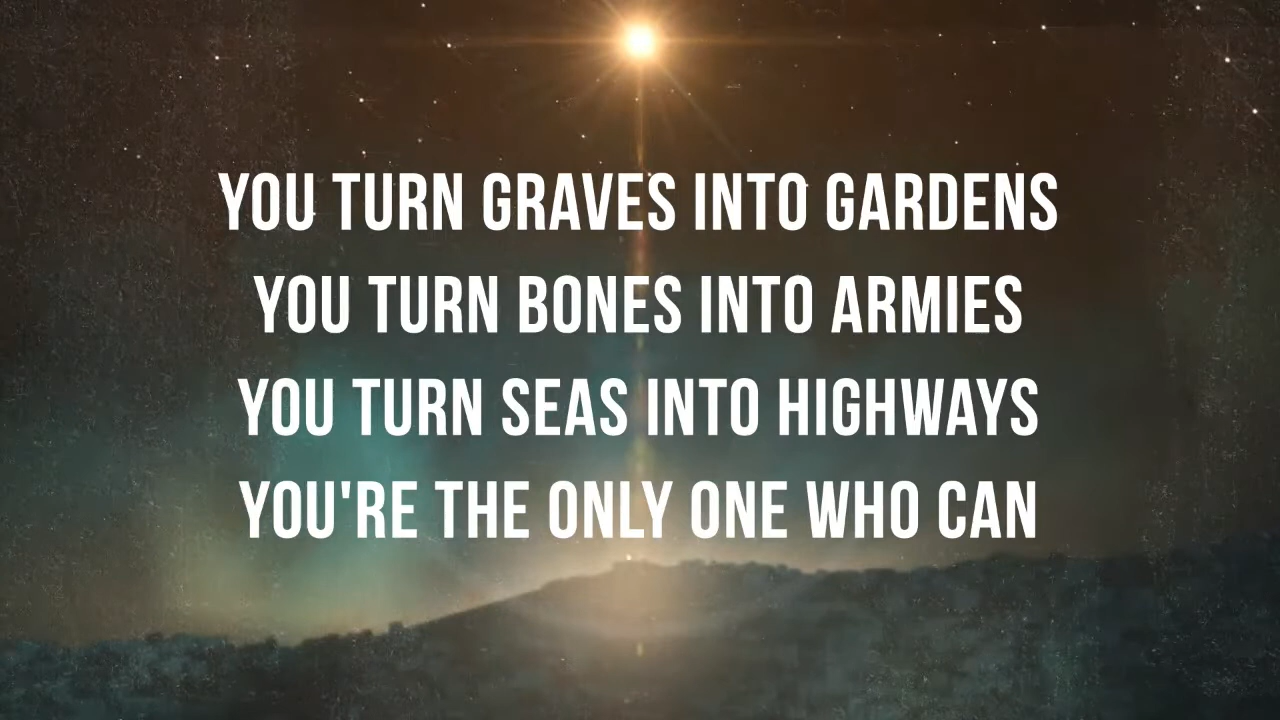 YOU TURN GRAVES INTO GARDENS
YOU TURN BONES INTO ARMIES
YOU TURN SEAS INTO HIGHWAYS
YOU'RE THE ONLY ONE WHO CAN